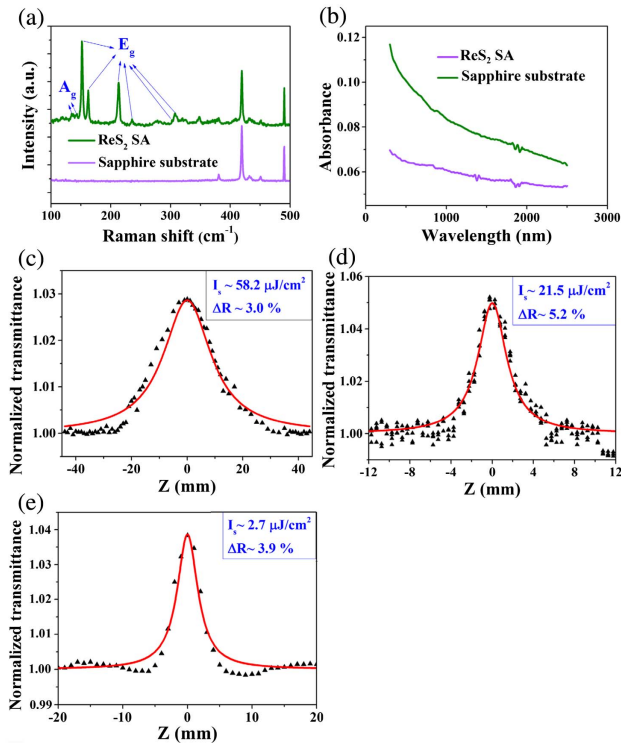 (a)
Intensity (a.u.)
A_g
E_g
ReS₂ SA
Sapphire substrate
100 200 300 400 500
Raman shift (cm⁻¹)
(b)
Absorbance
0.12
0.10
0.08
0.06
ReS₂ SA
Sapphire substrate
0 1000 2000 3000
Wavelength (nm)
(c)
Normalized transmittance
1.03
1.02
1.01
1.00
I_s ~ 58.2 μJ/cm²
ΔR ~ 3.0 %
-40 -20 0 20 40
Z (mm)
(d)
Normalized transmittance
1.06
1.04
1.02
1.00
I_s ~ 21.5 μJ/cm²
ΔR~ 5.2 %
-12 -8 -4 0 4 8 12
Z (mm)
(e)
Normalized transmittance
1.04
1.03
1.02
1.01
1.00
0.99
I_s~ 2.7 μJ/cm²
ΔR~ 3.9 %
-20 -10 0 10 20
Z (mm)